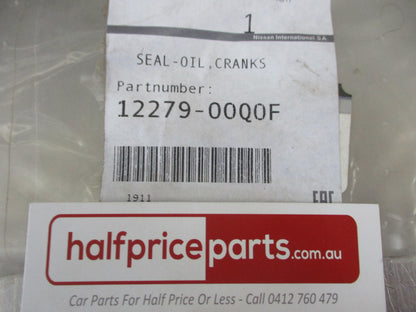 1
Nissan International S.A.
SEAL-OIL,CRANKS
Partnumber:
12279-00Q0F
1911
EAC
halfpriceparts.com.au
Car Parts For Half Price Or Less - Call 0412 760 479